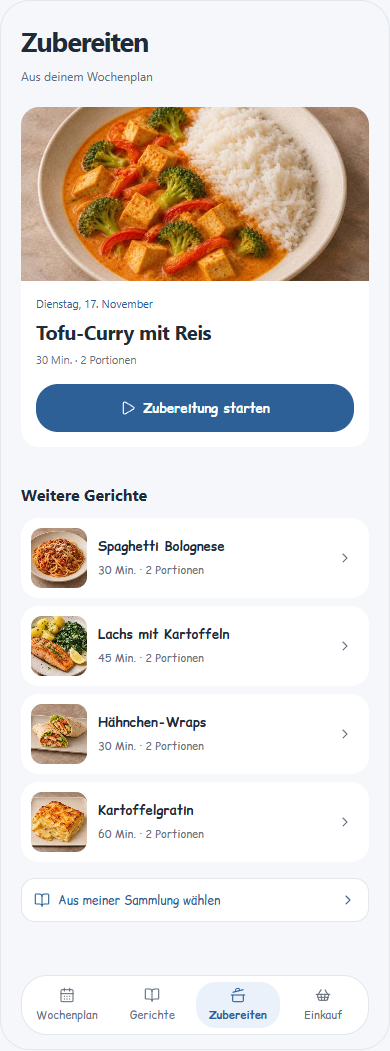 Zubereiten
Aus deinem Wochenplan
Dienstag, 17. November
Tofu-Curry mit Reis
30 Min. · 2 Portionen
Zubereitung starten
Weitere Gerichte
Spaghetti Bolognese
30 Min. · 2 Portionen
Lachs mit Kartoffeln
45 Min. · 2 Portionen
Hähnchen-Wraps
30 Min. · 2 Portionen
Kartoffelgratin
60 Min. · 2 Portionen
Aus meiner Sammlung wählen
Wochenplan
Gerichte
Zubereiten
Einkauf